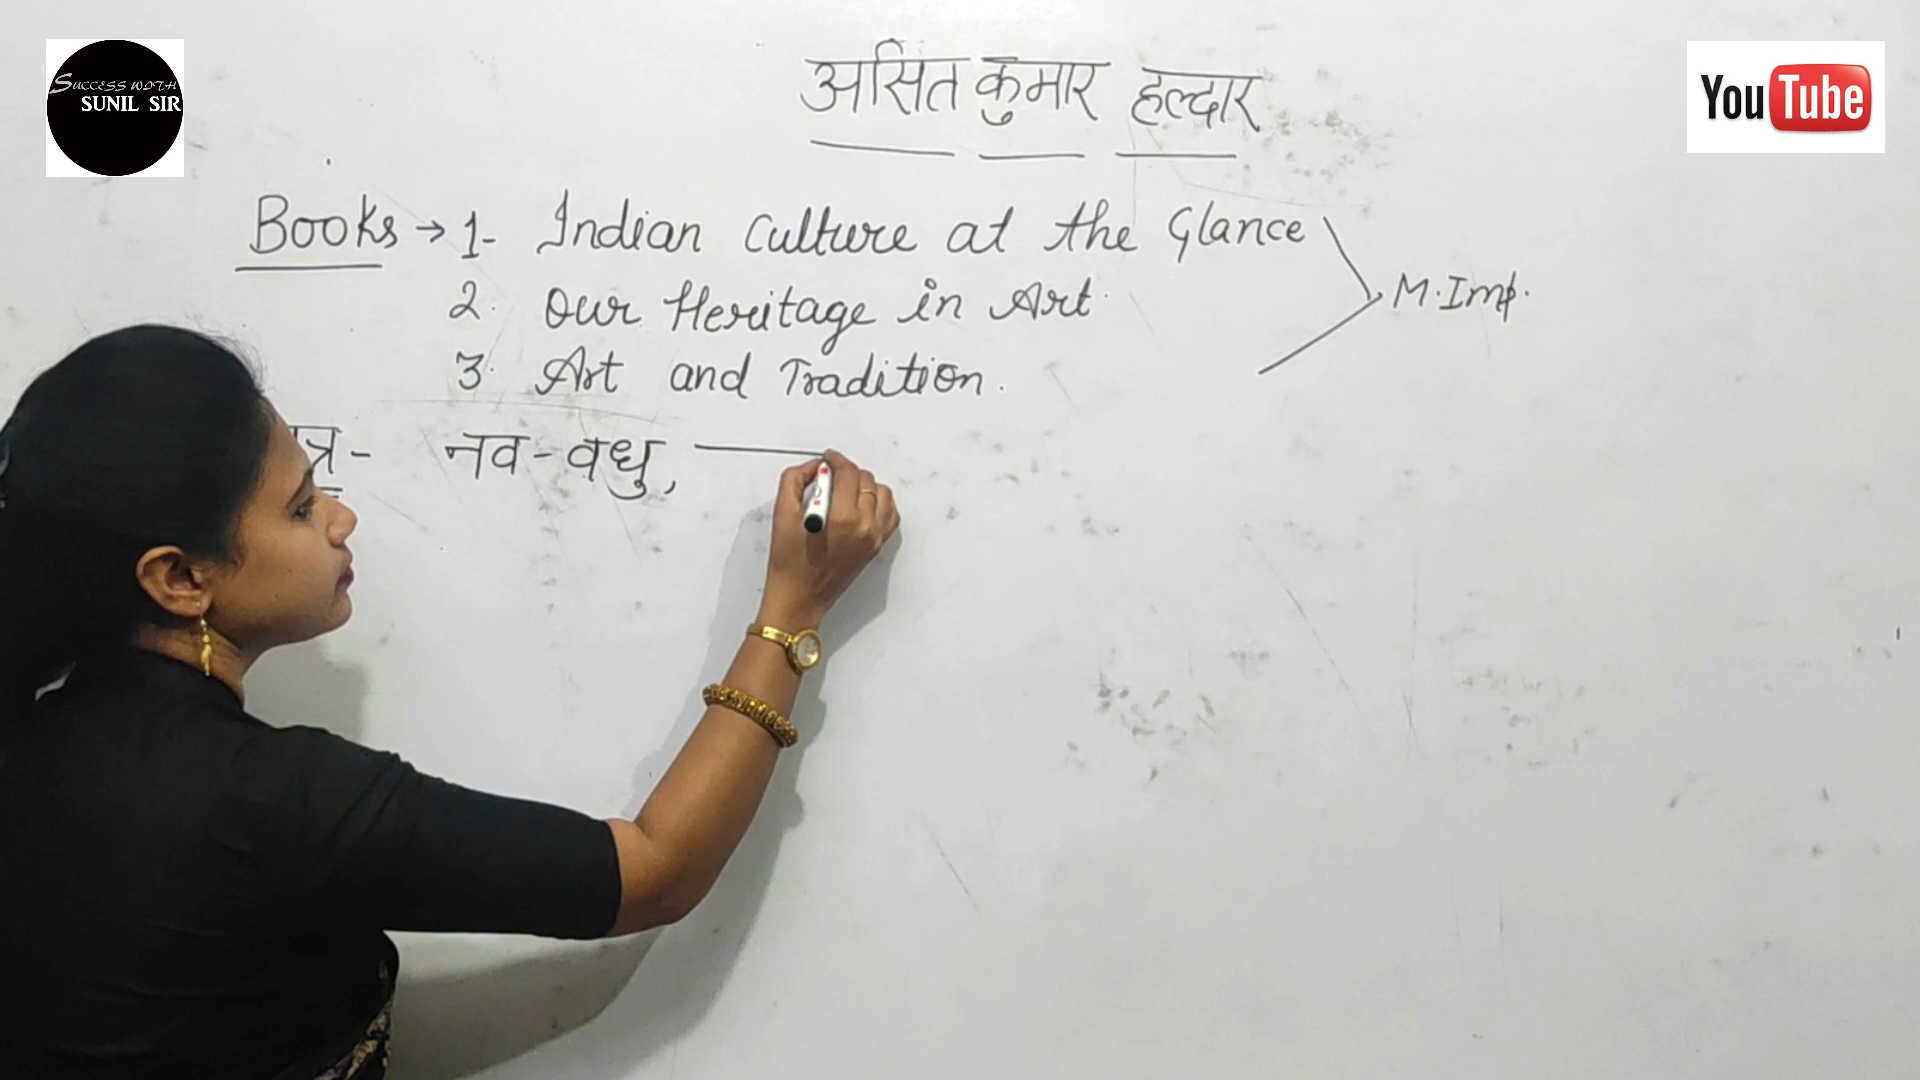 SUCCESS WITH
SUNIL SIR
YouTube
असित कुमार हल्दार
Books → 1- Indian Culture at the Glance
2. Our Heritage in Art.
M.Imp.
3. Art and Tradition.
नव-वधु,